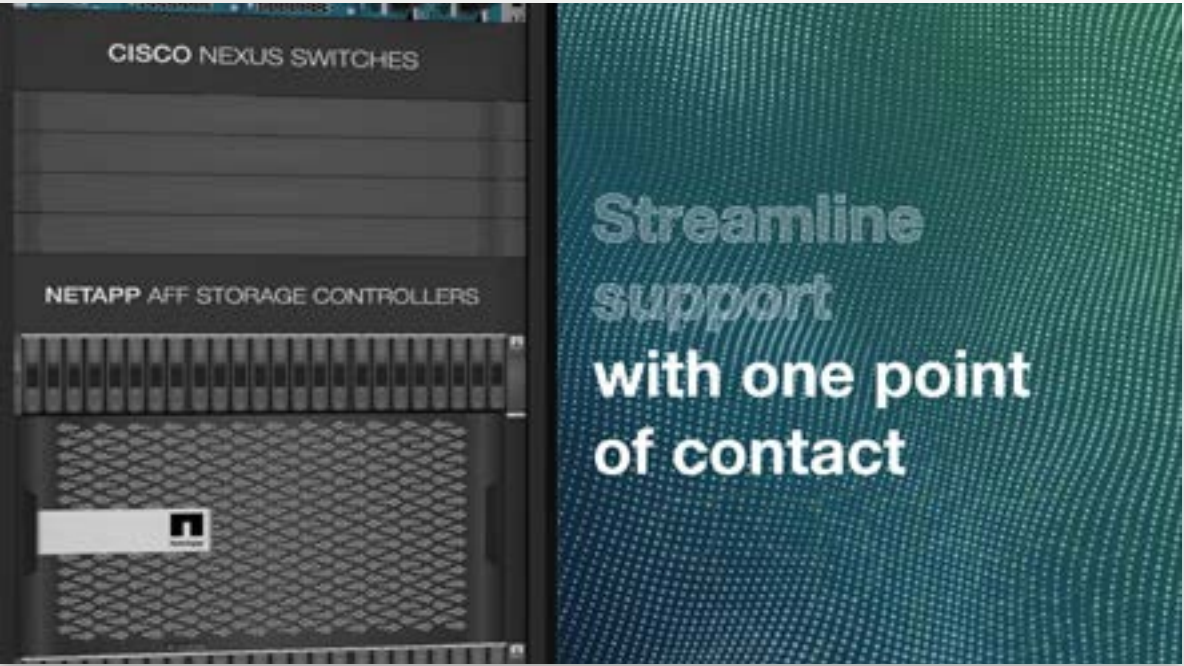 CISCO NEXUS SWITCHES
NETAPP AFF STORAGE CONTROLLERS
Streamline
support
with one point
of contact